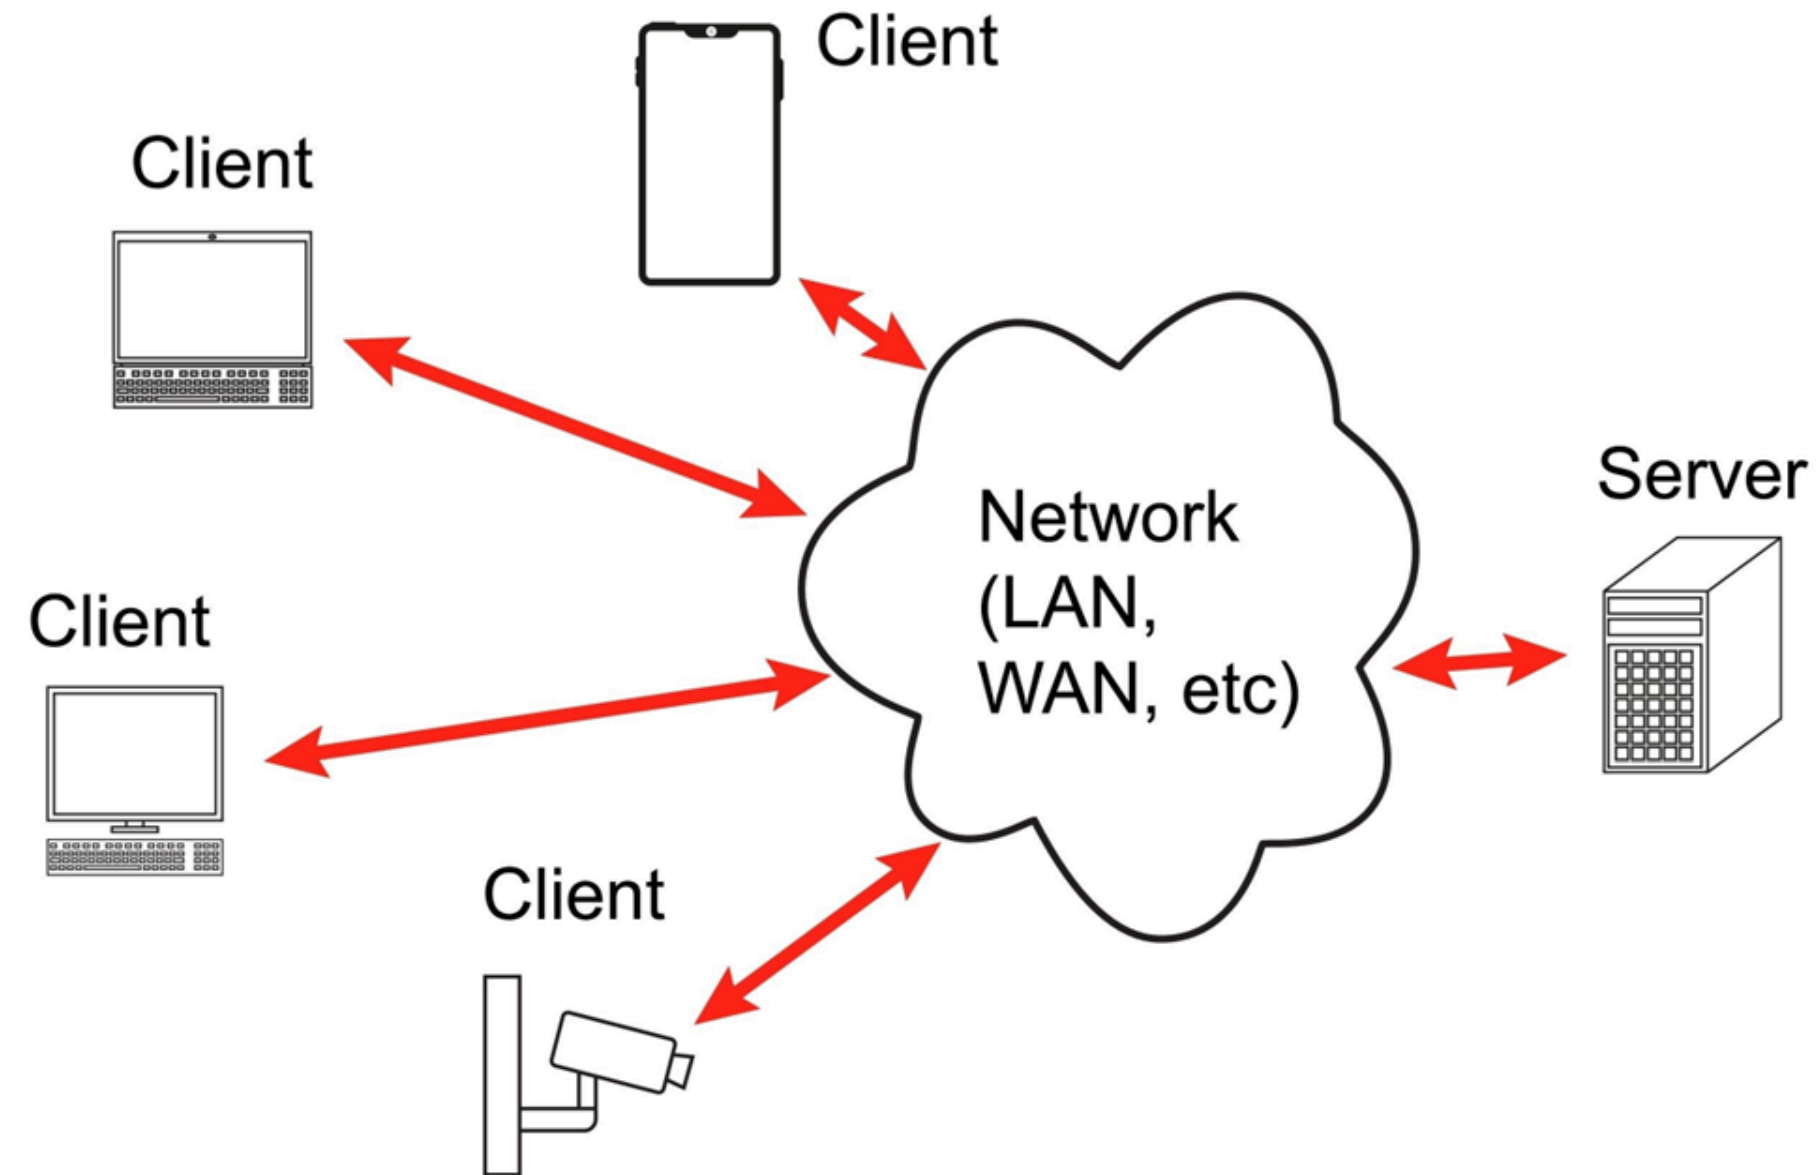 Client
Client
Server
Network
(LAN,
WAN, etc)
Client
Client